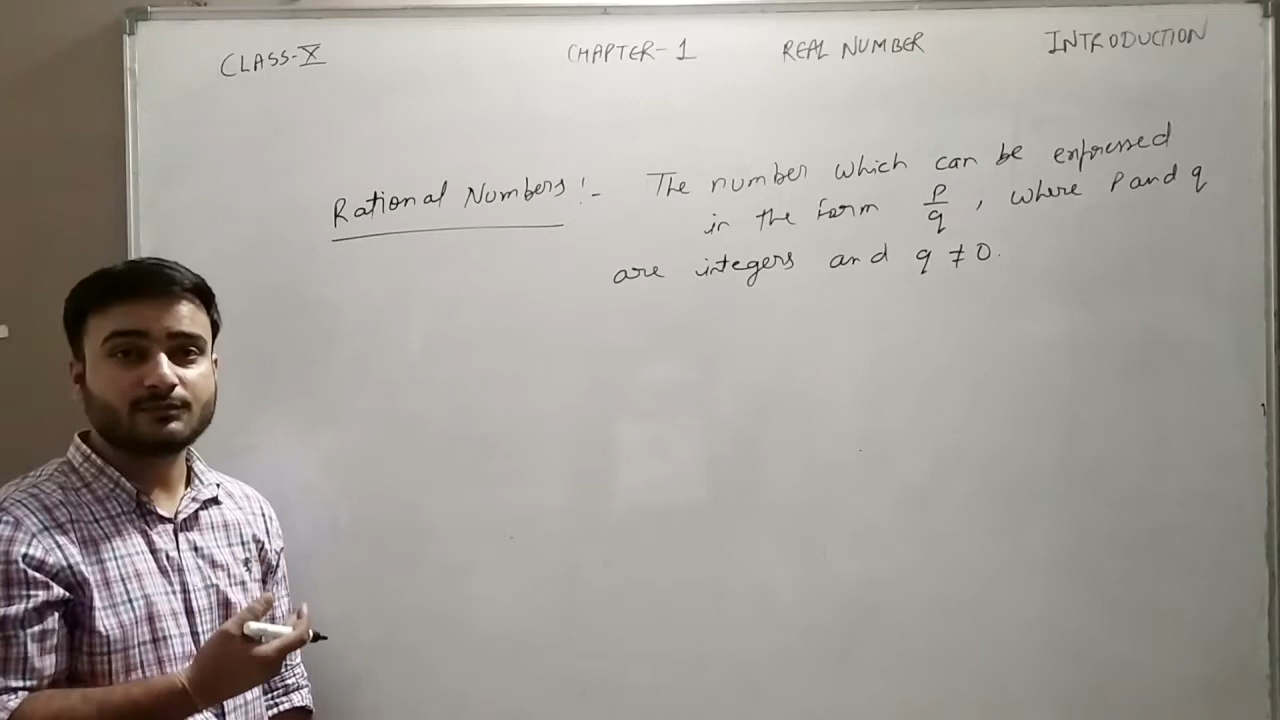 CLASS-X CHAPTER-1 REAL NUMBER INTRODUCTION
Rational Numbers:- The number which can be expressed
in the form p/q, where p and q
are integers and q ≠ 0.